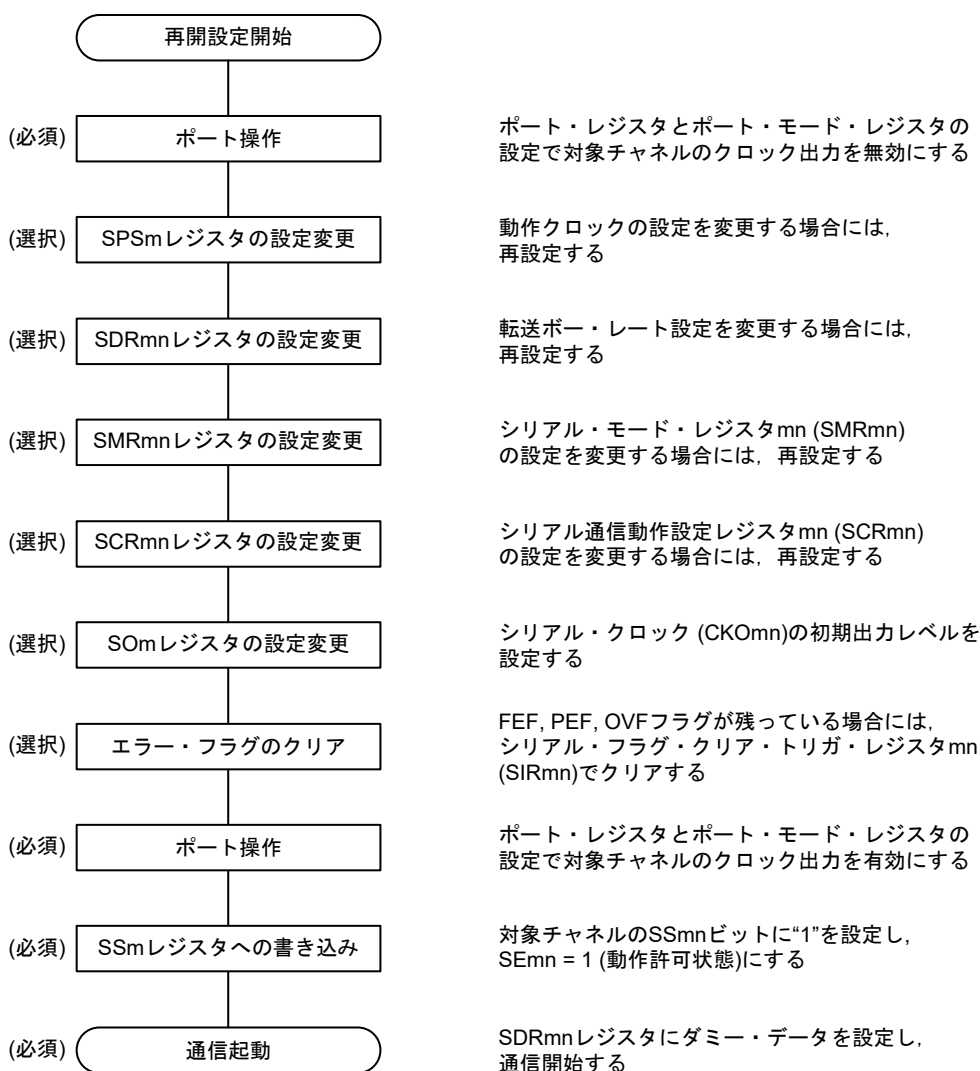 再開設定開始
(必須)
ポート操作
ポート・レジスタとポート・モード・レジスタの
設定で対象チャネルのクロック出力を無効にする
(選択)
SPSmレジスタの設定変更
動作クロックの設定を変更する場合には,
再設定する
(選択)
SDRmnレジスタの設定変更
転送ボー・レート設定を変更する場合には,
再設定する
(選択)
SMRmnレジスタの設定変更
シリアル・モード・レジスタmn (SMRmn)
の設定を変更する場合には, 再設定する
(選択)
SCRmnレジスタの設定変更
シリアル通信動作設定レジスタmn (SCRmn)
の設定を変更する場合には, 再設定する
(選択)
SOmレジスタの設定変更
シリアル・クロック (CKOmn)の初期出力レベルを
設定する
(選択)
エラー・フラグのクリア
FEF, PEF, OVFフラグが残っている場合には,
シリアル・フラグ・クリア・トリガ・レジスタmn
(SIRmn)でクリアする
(必須)
ポート操作
ポート・レジスタとポート・モード・レジスタの
設定で対象チャネルのクロック出力を有効にする
(必須)
SSmレジスタへの書き込み
対象チャネルのSSmnビットに“1”を設定し,
SEmn = 1 (動作許可状態)にする
(必須)
通信起動
SDRmnレジスタにダミー・データを設定し,
通信開始する